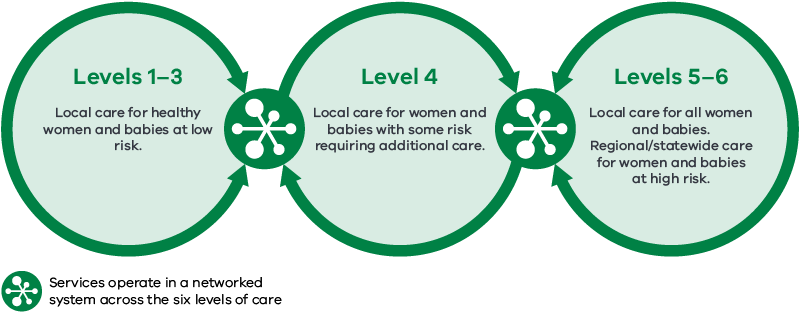 Levels 1–3
Local care for healthy
women and babies at low
risk.
Level 4
Local care for women and
babies with some risk
requiring additional care.
Levels 5–6
Local care for all women
and babies.
Regional/statewide care
for women and babies
at high risk.
Services operate in a networked
system across the six levels of care